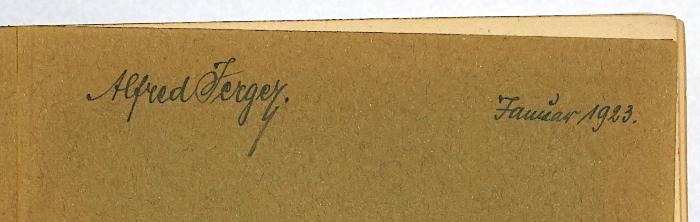 Alfred Jerger. Januar 1923.